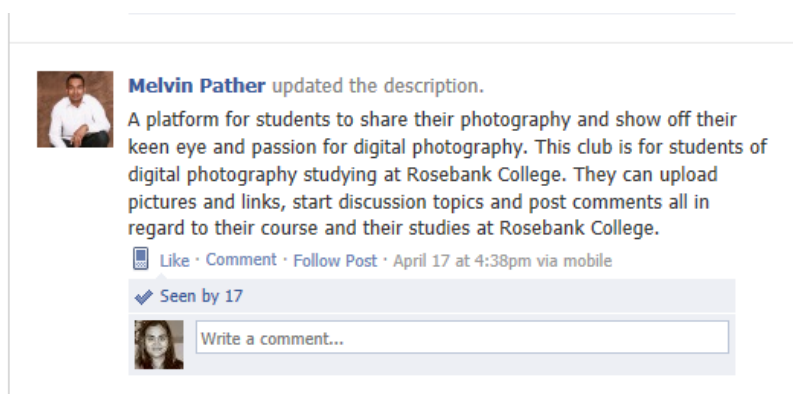 Melvin Pather updated the description.
A platform for students to share their photography and show off their
keen eye and passion for digital photography. This club is for students of
digital photography studying at Rosebank College. They can upload
pictures and links, start discussion topics and post comments all in
regard to their course and their studies at Rosebank College.
Like · Comment · Follow Post · April 17 at 4:38pm via mobile
Seen by 17
Write a comment...